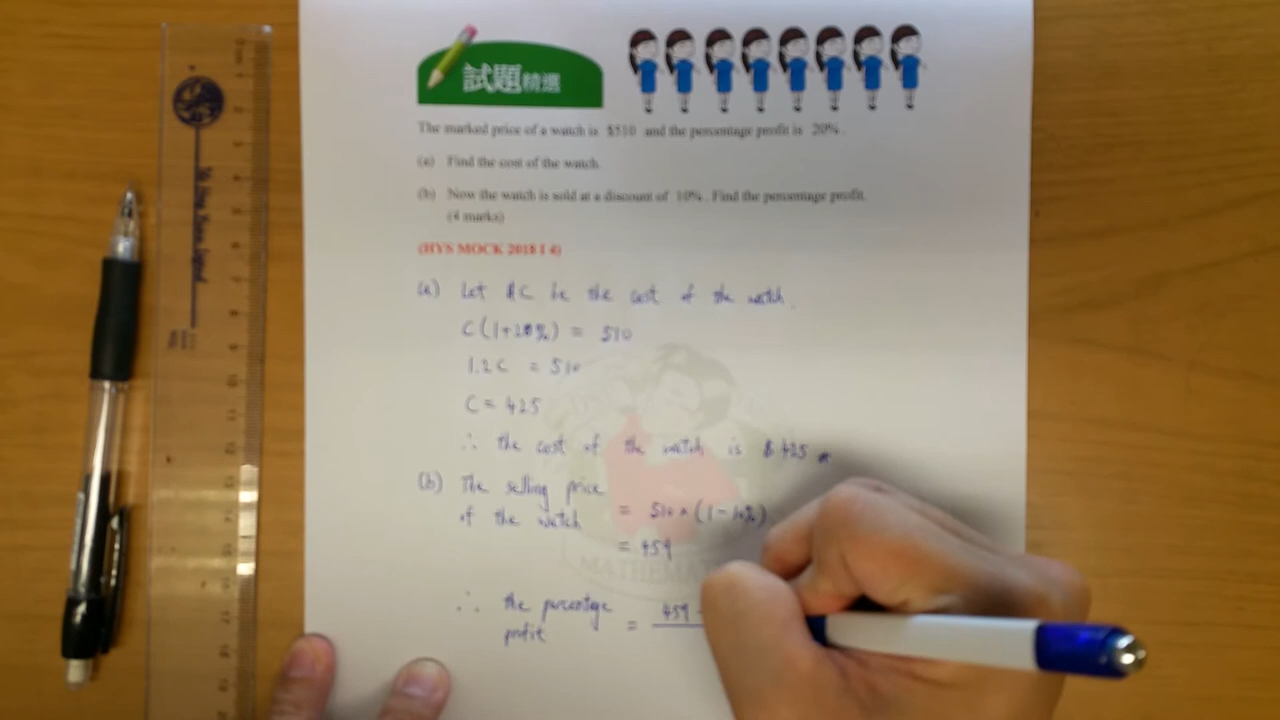 試題精選
The marked price of a watch is $510 and the percentage profit is 20%.
(a) Find the cost of the watch.
(b) Now the watch is sold at a discount of 10%. Find the percentage profit.
(4 marks)
(HYS MOCK 2018 I 4)
(a) Let $C be the cost of the watch.
C(1+20%) = 510
1.2C = 510
C = 425
∴ the cost of the watch is $425
(b) The selling price
of the watch = 510 × (1-10%)
= 459
∴ the percentage
profit = 459 -
MATHEMA